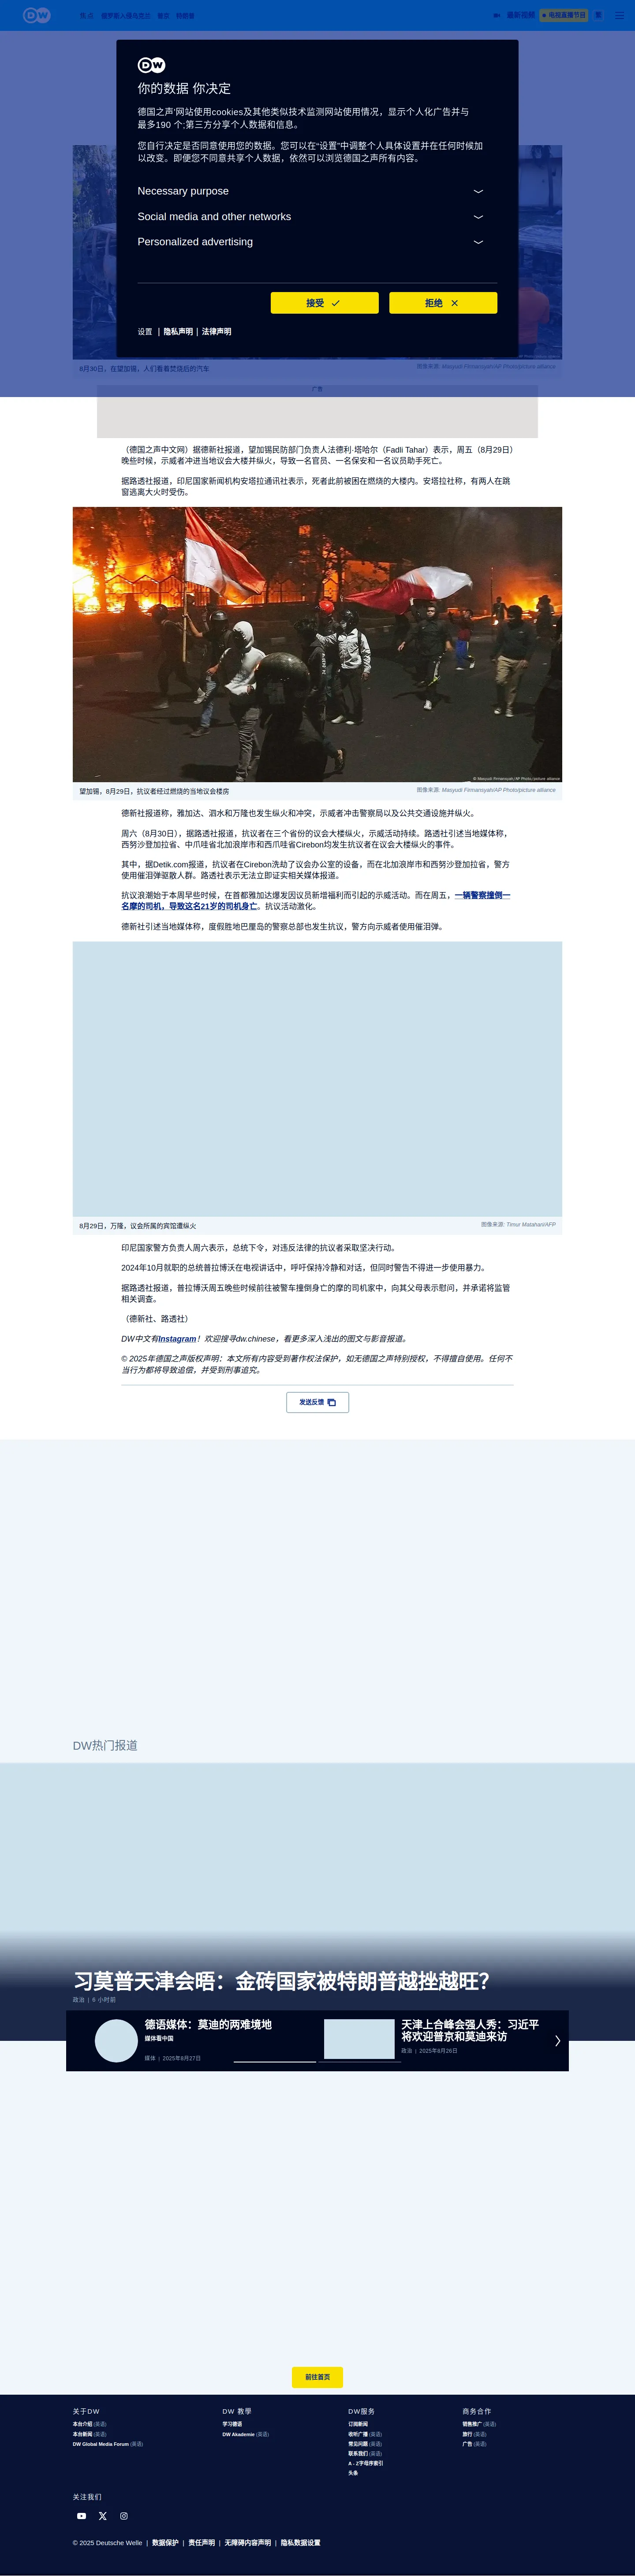 DW
热点 俄罗斯入侵乌克兰 普京 特朗普
最新视频
电视直播节目
繁
DW
你的数据 你决定
德国之声'网站使用cookies及其他类似技术监测网站使用情况，显示个人化广告并与
最多190 个;第三方分享个人数据和信息。
您自行决定是否同意使用您的数据。您可以在“设置”中调整个人具体设置并在任何时候加
以改变。即便您不同意共享个人数据，依然可以浏览德国之声所有内容。
Necessary purpose
Social media and other networks
Personalized advertising
接受
拒绝
设置 | 隐私声明 | 法律声明
8月30日，在望加锡，人们看着焚烧后的汽车
图像来源: Masyudi Firmansyah/AP Photo/picture alliance
广告
（德国之声中文网）据德新社报道，望加锡民防部门负责人法德利-塔哈尔（Fadli Tahar）表示，周五（8月29日）
晚些时候，示威者冲进当地议会大楼并纵火，导致一名官员、一名保安和一名议员助手死亡。
据路透社报道，印尼国家新闻机构安塔拉通讯社表示，死者此前被困在燃烧的大楼内。安塔拉社称，有两人在跳
窗逃离大火时受伤。
© Masyudi Firmansyah/AP Photo/picture alliance
望加锡，8月29日，抗议者经过燃烧的当地议会楼房
图像来源: Masyudi Firmansyah/AP Photo/picture alliance
德新社报道称，雅加达、泗水和万隆也发生纵火和冲突，示威者冲击警察局以及公共交通设施并纵火。
周六（8月30日），据路透社报道，抗议者在三个省份的议会大楼纵火，示威活动持续。路透社引述当地媒体称，
西努沙登加拉省、中爪哇省北加浪岸市和西爪哇省Cirebon均发生抗议者在议会大楼纵火的事件。
其中，据Detik.com报道，抗议者在Cirebon洗劫了议会办公室的设备，而在北加浪岸市和西努沙登加拉省，警方
使用催泪弹驱散人群。路透社表示无法立即证实相关媒体报道。
抗议浪潮始于本周早些时候，在首都雅加达爆发因议员新增福利而引起的示威活动。而在周五，一辆警察撞倒一
名摩的司机，导致这名21岁的司机身亡。抗议活动激化。
德新社引述当地媒体称，度假胜地巴厘岛的警察总部也发生抗议，警方向示威者使用催泪弹。
8月29日，万隆，议会所属的宾馆遭纵火
图像来源: Timur Matahari/AFP
印尼国家警方负责人周六表示，总统下令，对违反法律的抗议者采取坚决行动。
2024年10月就职的总统普拉博沃在电视讲话中，呼吁保持冷静和对话，但同时警告不得进一步使用暴力。
据路透社报道，普拉博沃周五晚些时候前往被警车撞倒身亡的摩的司机家中，向其父母表示慰问，并承诺将监管
相关调查。
（德新社、路透社）
DW中文有Instagram！欢迎搜寻dw.chinese，看更多深入浅出的图文与影音报道。
© 2025年德国之声版权声明：本文所有内容受到著作权法保护，如无德国之声特别授权，不得擅自使用。任何不
当行为都将导致追偿，并受到刑事追究。
发送反馈
DW热门报道
习莫普天津会晤：金砖国家被特朗普越挫越旺？
政治 | 6 小时前
德语媒体：莫迪的两难境地
媒体看中国
媒体 | 2025年8月27日
天津上合峰会强人秀：习近平
将欢迎普京和莫迪来访
政治 | 2025年8月26日
前往首页
关于DW
本台介绍 (英语)
本台新闻 (英语)
DW Global Media Forum (英语)
DW 教學
学习德语
DW Akademie (英语)
DW服务
订阅新闻
收听广播 (英语)
常见问题 (英语)
联系我们 (英语)
A - Z字母序索引
头条
商务合作
销售推广 (英语)
旅行 (英语)
广告 (英语)
关注我们
© 2025 Deutsche Welle | 数据保护 | 责任声明 | 无障碍内容声明 | 隐私数据设置